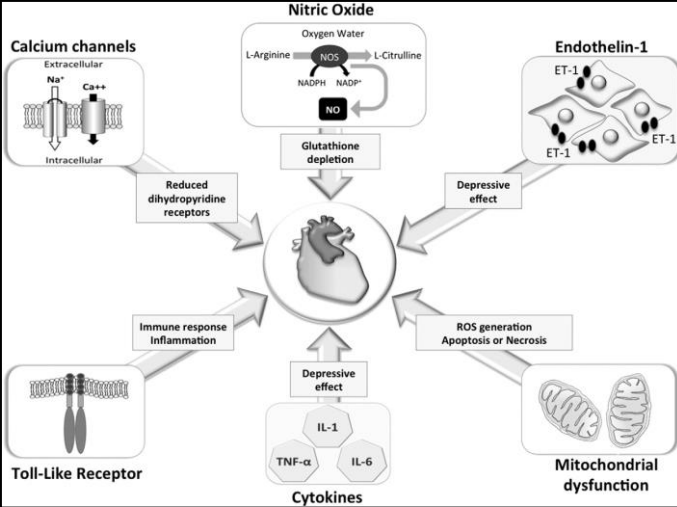 Nitric Oxide
Oxygen Water
L-Arginine
NOS
L-Citrulline
NADPH
NADP⁺
NO
Glutathione
depletion
Calcium channels
Extracellular
Na⁺
Ca++
Intracellular
Reduced
dihydropyridine
receptors
Endothelin-1
ET-1
ET-1
ET-1
Depressive
effect
Immune response
Inflammation
Toll-Like Receptor
Depressive
effect
IL-1
TNF-α
IL-6
Cytokines
ROS generation
Apoptosis or Necrosis
Mitochondrial
dysfunction